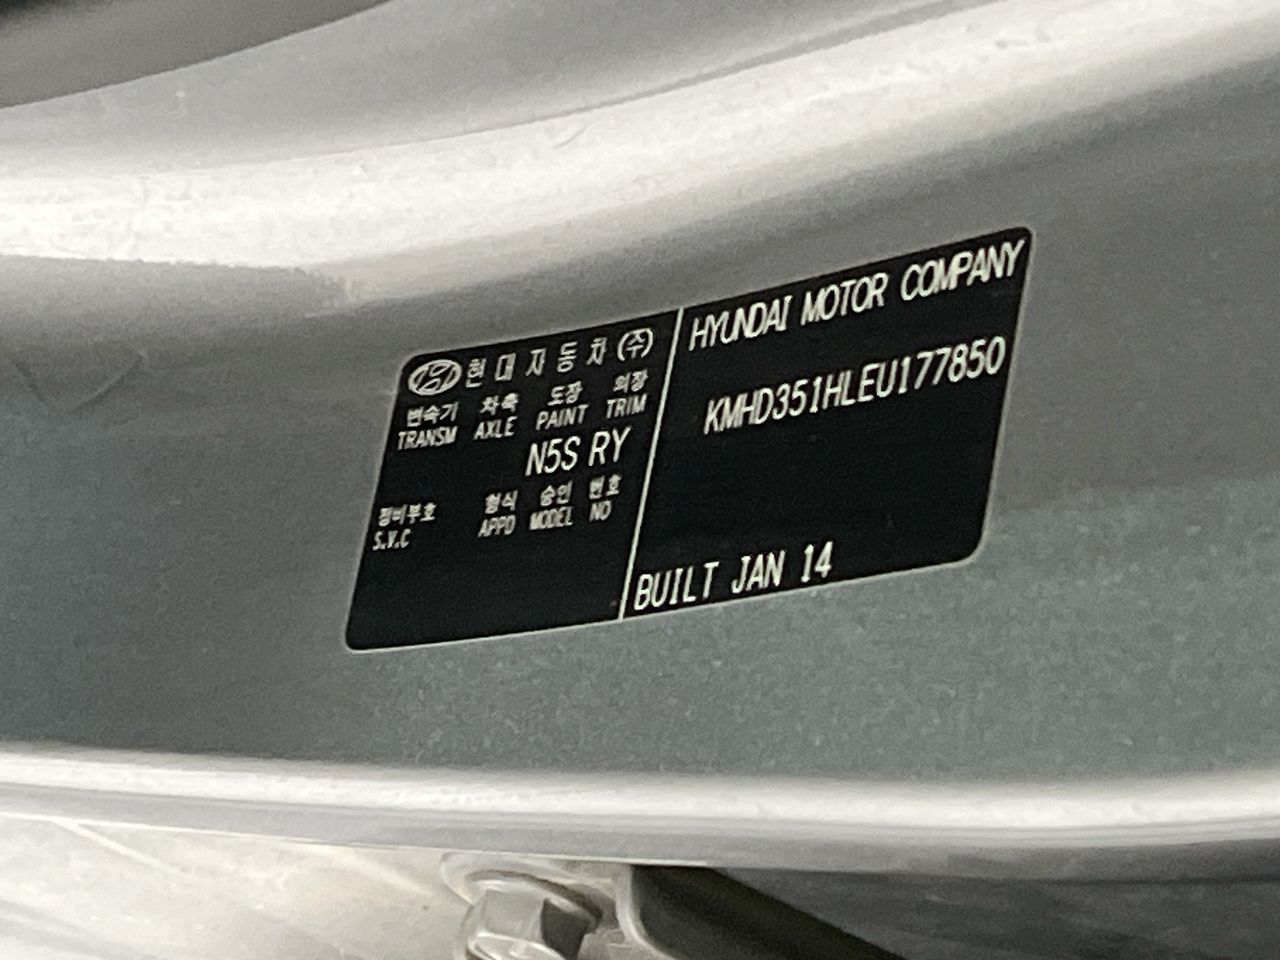 현대자동차(주)
변속기 차축 도장 외장
TRANSM AXLE PAINT TRIM
N5S RY
정비부호 형식 승인 번호
S.V.C APPD MODEL NO
HYUNDAI MOTOR COMPANY
KMHD351HLEU177850
BUILT JAN 14